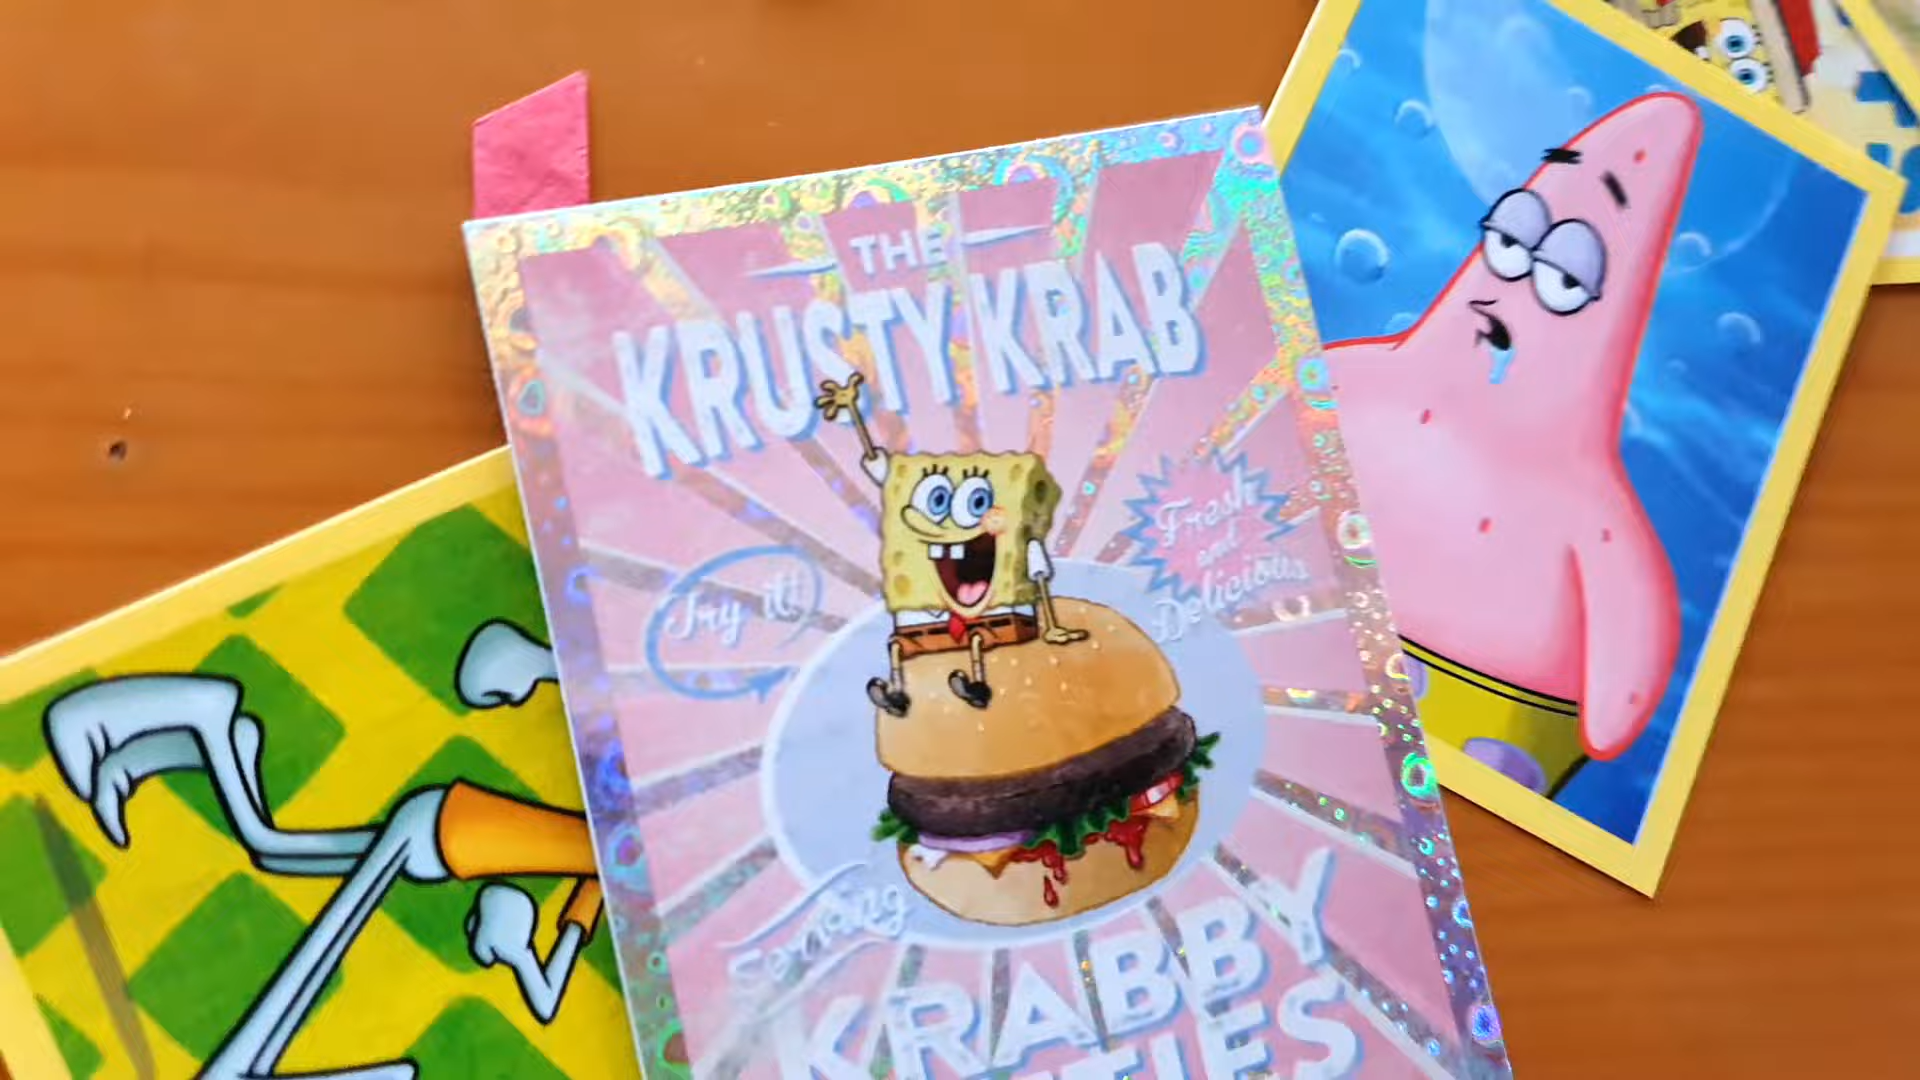 THE
KRUSTY KRAB
Try it!
Fresh
and
Delicious
Serving
KRABBY